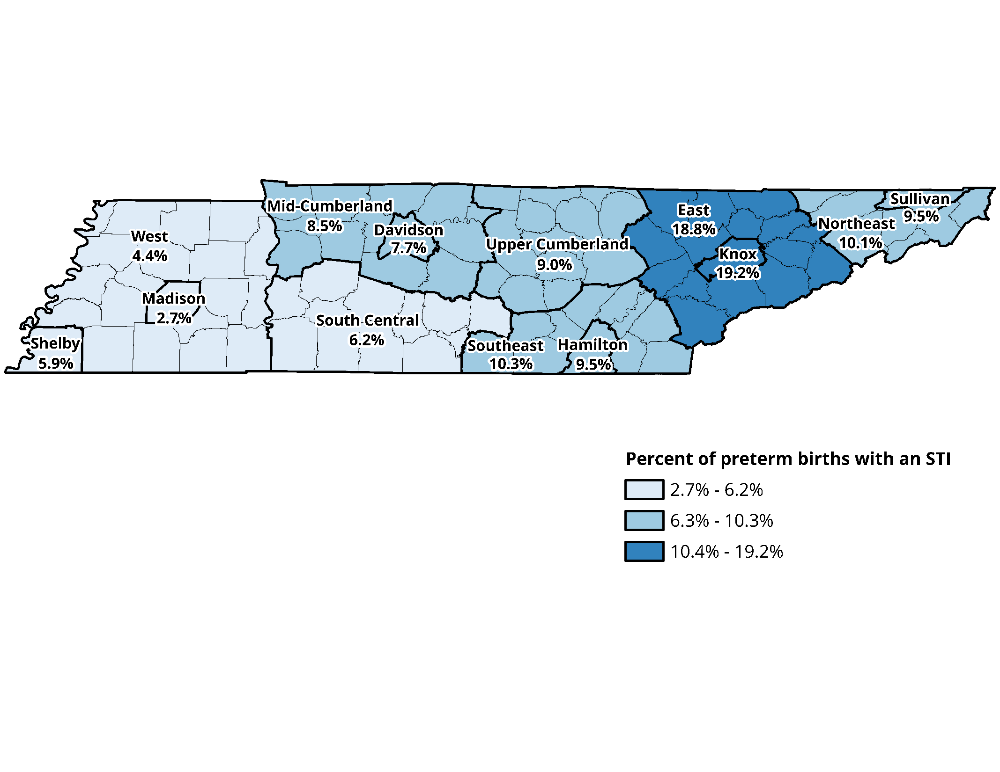 Mid-Cumberland
8.5%
Davidson
7.7%
West
4.4%
Madison
2.7%
Shelby
5.9%
South Central
6.2%
Upper Cumberland
9.0%
Southeast
10.3%
Hamilton
9.5%
East
18.8%
Knox
19.2%
Northeast
10.1%
Sullivan
9.5%
Percent of preterm births with an STI
2.7% - 6.2%
6.3% - 10.3%
10.4% - 19.2%